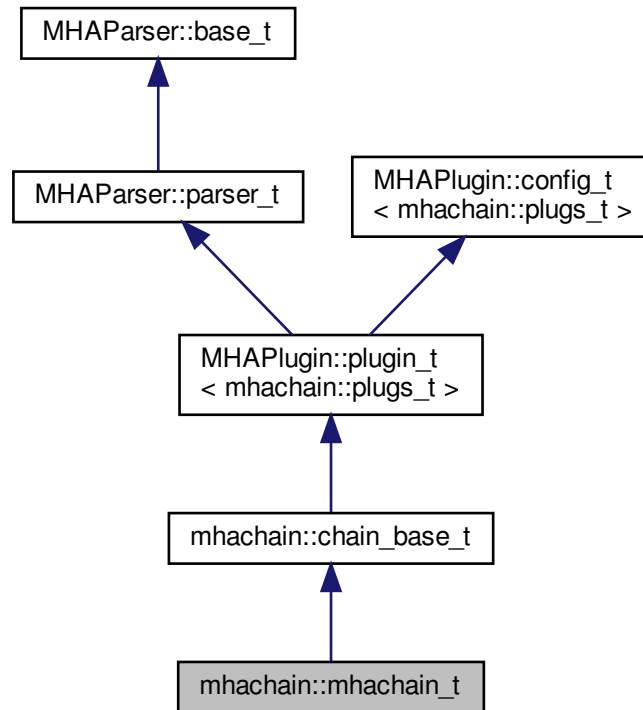 MHAParser::base_t
MHAParser::parser_t
MHAPlugin::config_t
< mhachain::plugs_t >
MHAPlugin::plugin_t
< mhachain::plugs_t >
mhachain::chain_base_t
mhachain::mhachain_t